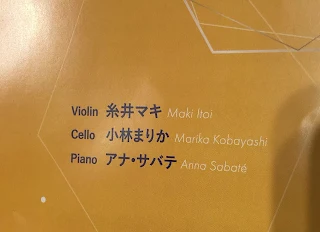 Violin 糸井マキ Maki Itoi
Cello 小林まりか Marika Kobayashi
Piano アナ・サバテ Anna Sabaté